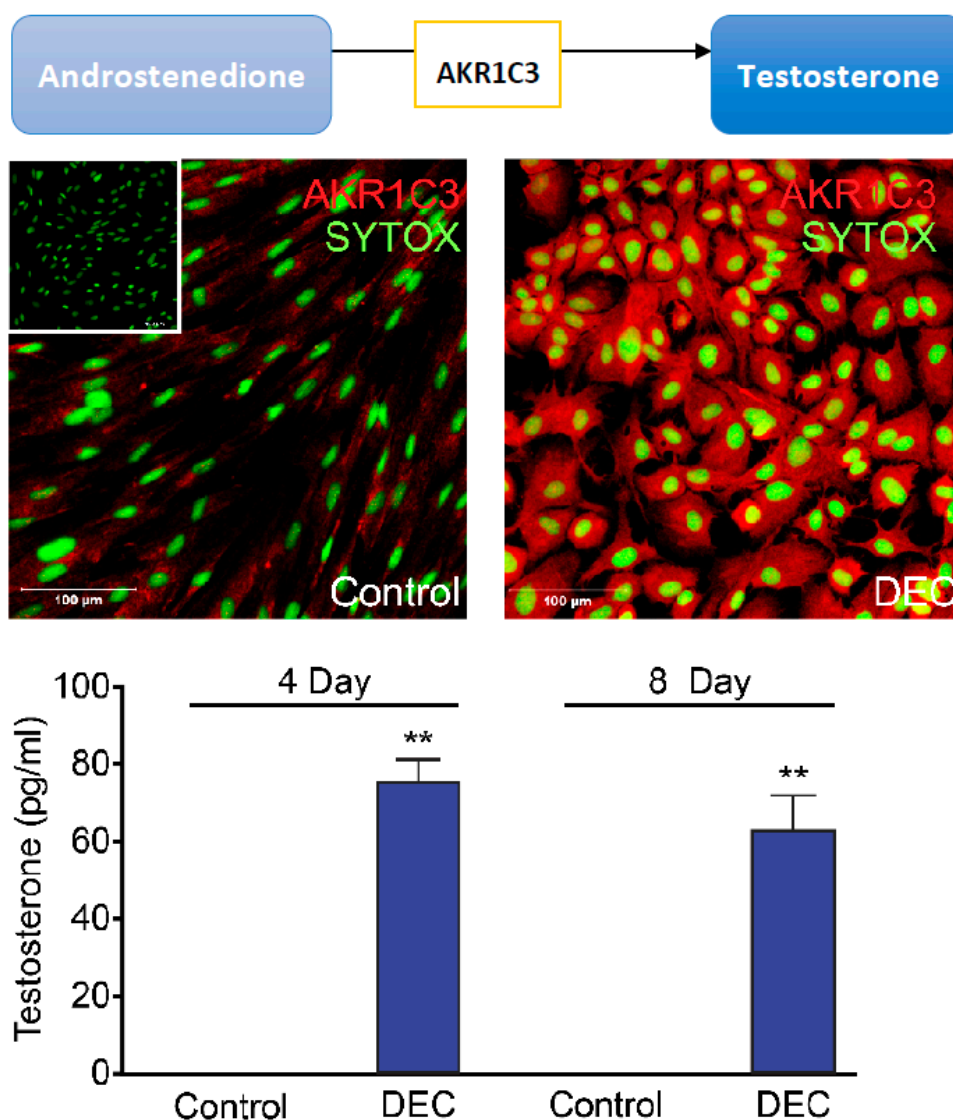 Androstenedione
AKR1C3
Testosterone
AKR1C3
SYTOX
100 µm
Control
AKR1C3
SYTOX
100 µm
DEC
4 Day
8 Day
**
**
Testosterone (pg/ml)
100
80
60
40
20
0
Control
DEC
Control
DEC